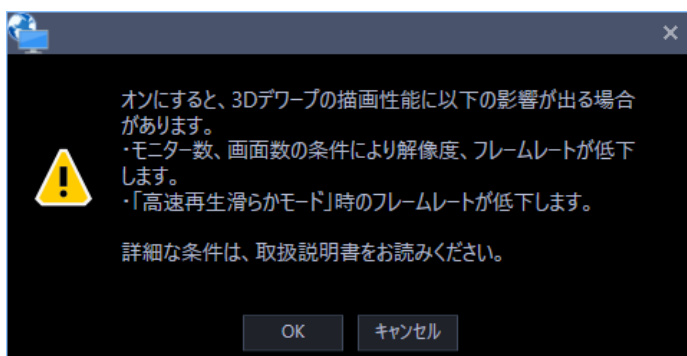 オンにすると、3Dデワープの描画性能に以下の影響が出る場合
があります。
・モニター数、画面数の条件により解像度、フレームレートが低下
します。
・「高速再生滑らかモード」時のフレームレートが低下します。
詳細な条件は、取扱説明書をお読みください。
OK キャンセル